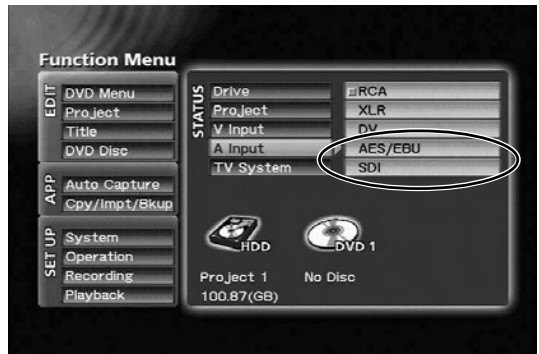 Function Menu
EDIT
DVD Menu
Project
Title
DVD Disc
APP
Auto Capture
Cpy/Impt/Bkup
SET UP
System
Operation
Recording
Playback
STATUS
Drive
Project
V Input
A Input
TV System
RCA
XLR
DV
AES/EBU
SDI
HDD
DVD 1
Project 1
No Disc
100.87(GB)